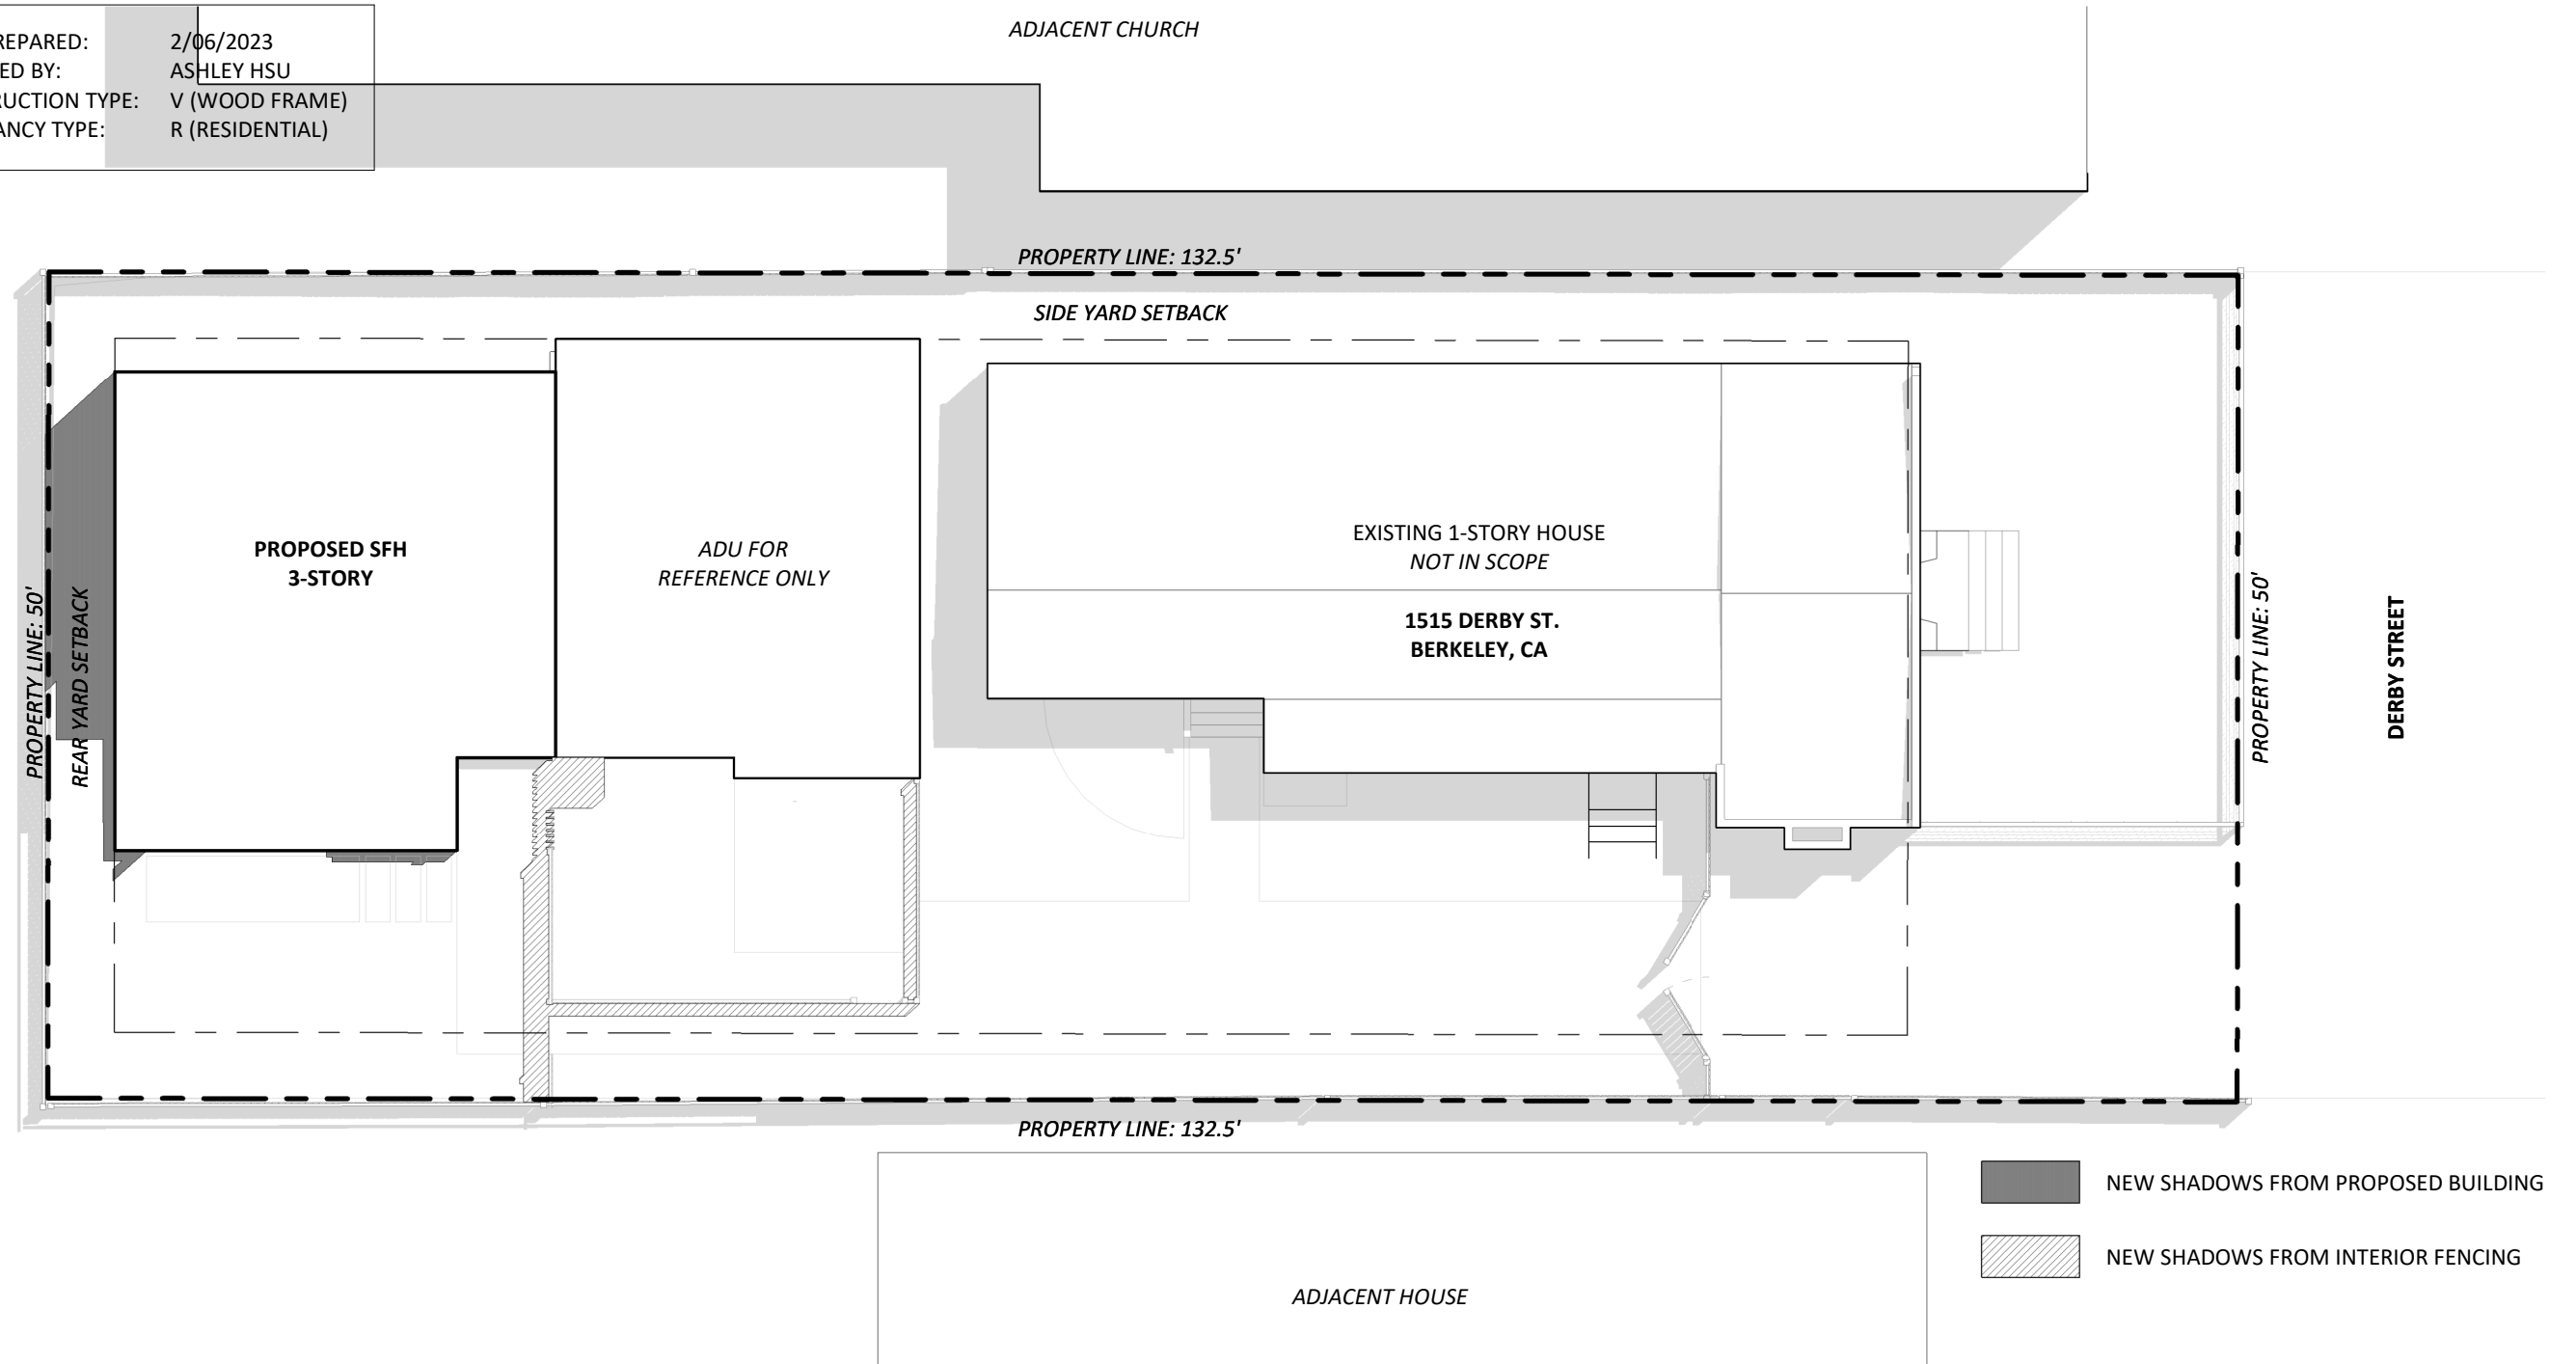 REPARED: 2/06/2023
ED BY: ASHLEY HSU
RUCTION TYPE: V (WOOD FRAME)
ANCY TYPE: R (RESIDENTIAL)
ADJACENT CHURCH
PROPERTY LINE: 132.5'
SIDE YARD SETBACK
PROPERTY LINE: 50'
REAR YARD SETBACK
PROPOSED SFH
3-STORY
ADU FOR
REFERENCE ONLY
EXISTING 1-STORY HOUSE
NOT IN SCOPE
1515 DERBY ST.
BERKELEY, CA
PROPERTY LINE: 50'
DERBY STREET
PROPERTY LINE: 132.5'
NEW SHADOWS FROM PROPOSED BUILDING
NEW SHADOWS FROM INTERIOR FENCING
ADJACENT HOUSE